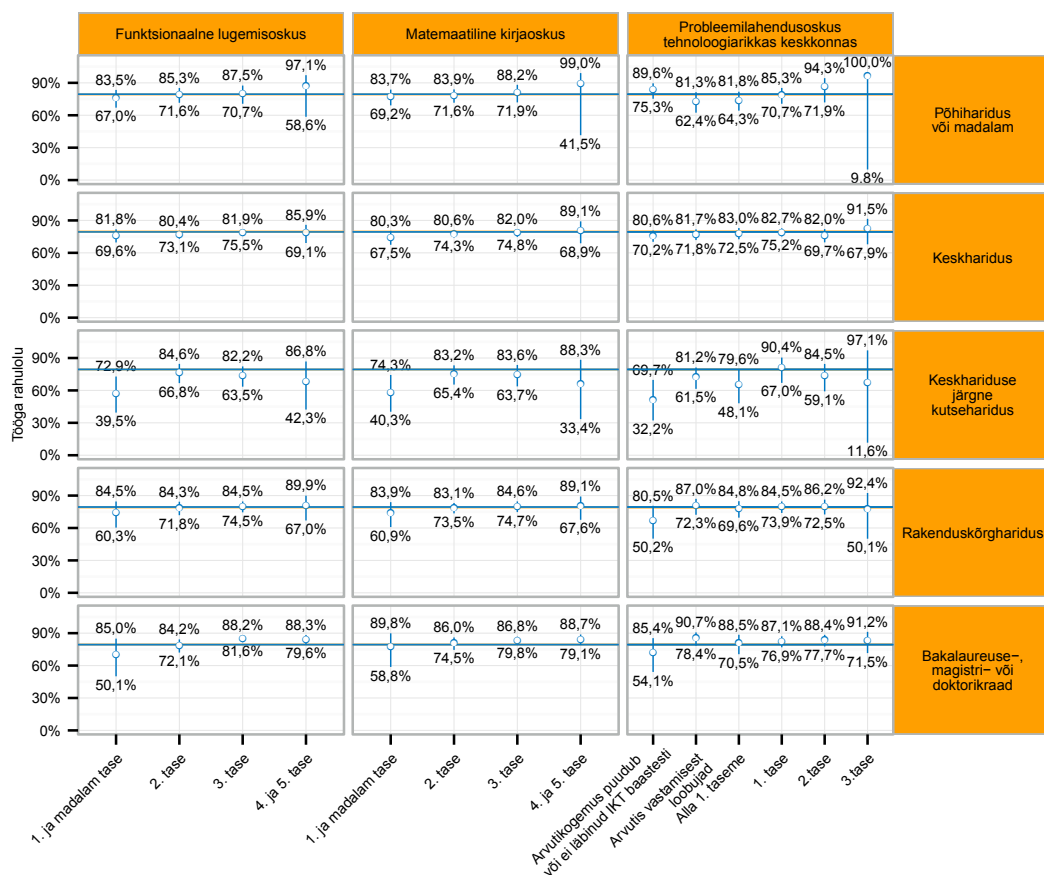 Funktsionaalne lugemisoskus
Matemaatiline kirjaoskus
Probleemilahendusoskus
tehnoloogiarikkas keskkonnas
Tööga rahulolu
90%
60%
30%
0%
83,5% 85,3% 87,5% 97,1%
67,0% 71,6% 70,7% 58,6%
83,7% 83,9% 88,2% 99,0%
69,2% 71,6% 71,9% 41,5%
89,6% 81,3% 81,8% 85,3% 94,3% 100,0%
75,3% 62,4% 64,3% 70,7% 71,9% 9,8%
Põhiharidus
või madalam
90%
60%
30%
0%
81,8% 80,4% 81,9% 85,9%
69,6% 73,1% 75,5% 69,1%
80,3% 80,6% 82,0% 89,1%
67,5% 74,3% 74,8% 68,9%
80,6% 81,7% 83,0% 82,7% 82,0% 91,5%
70,2% 71,8% 72,5% 75,2% 69,7% 67,9%
Keskharidus
90%
60%
30%
0%
72,9% 84,6% 82,2% 86,8%
39,5% 66,8% 63,5% 42,3%
74,3% 83,2% 83,6% 88,3%
40,3% 65,4% 63,7% 33,4%
69,7% 81,2% 79,6% 90,4% 84,5% 97,1%
32,2% 61,5% 48,1% 67,0% 59,1% 11,6%
Keskhariduse
järgne
kutseharidus
90%
60%
30%
0%
84,5% 84,3% 84,5% 89,9%
60,3% 71,8% 74,5% 67,0%
83,9% 83,1% 84,6% 89,1%
60,9% 73,5% 74,7% 67,6%
80,5% 87,0% 84,8% 84,5% 86,2% 92,4%
50,2% 72,3% 69,6% 73,9% 72,5% 50,1%
Rakenduskõrgharidus
90%
60%
30%
0%
85,0% 84,2% 88,2% 88,3%
50,1% 72,1% 81,6% 79,6%
89,8% 86,0% 86,8% 88,7%
58,8% 74,5% 79,8% 79,1%
85,4% 90,7% 88,5% 87,1% 88,4% 91,2%
54,1% 78,4% 70,5% 76,9% 77,7% 71,5%
Bakalaureuse−,
magistri− või
doktorikraad
1. ja madalam tase
2. tase
3. tase
4. ja 5. tase
1. ja madalam tase
2. tase
3. tase
4. ja 5. tase
Arvutikogemus puudub
või ei läbinud IKT baastesti
Arvutis vastamisest
loobujad
Alla 1. taseme
1. tase
2.tase
3.tase